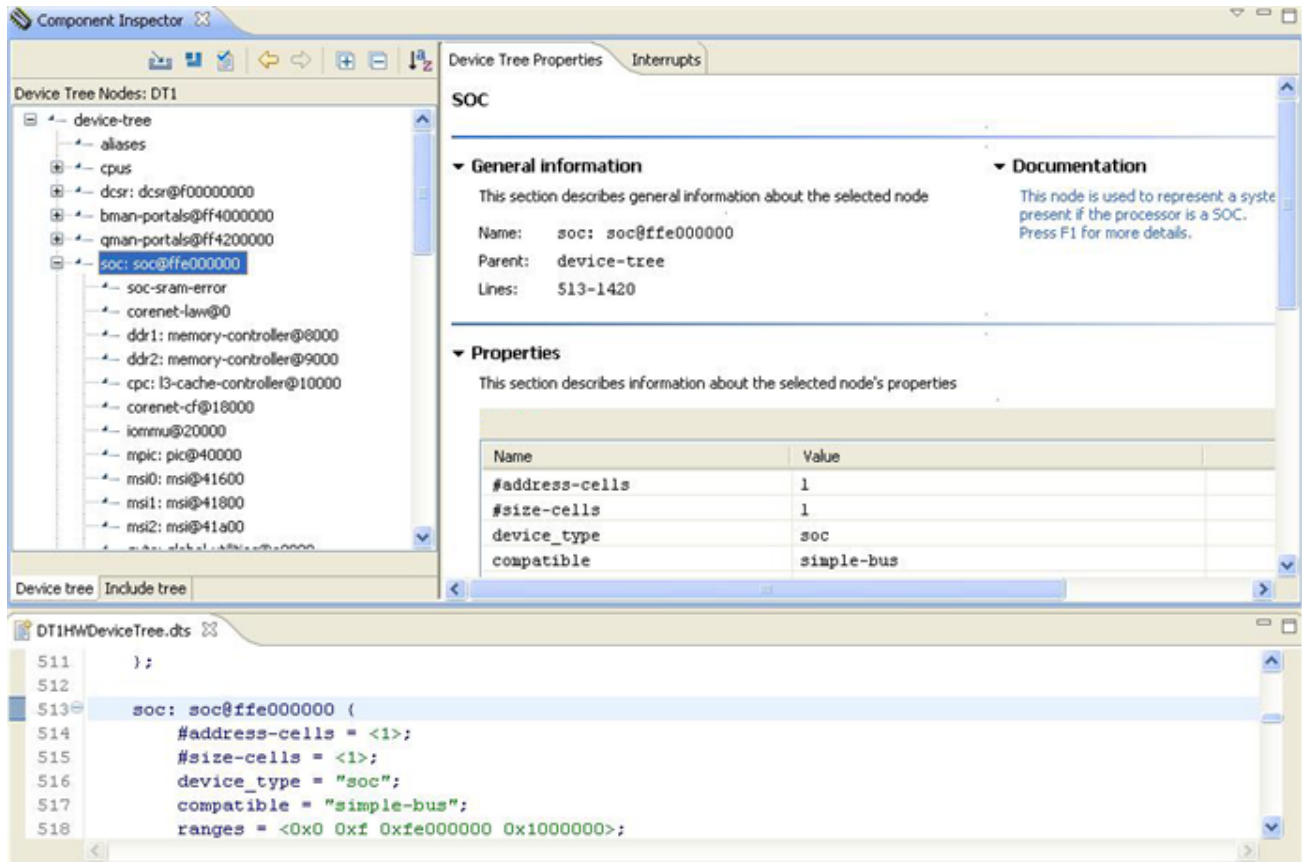 Component Inspector
Device Tree Nodes: DT1
device-tree
aliases
cpus
dcsr: dcsr@f00000000
bman-portals@ff4000000
qman-portals@ff4200000
soc: soc@ffe000000
soc-sram-error
corenet-law@0
ddr1: memory-controller@8000
ddr2: memory-controller@9000
cpc: l3-cache-controller@10000
corenet-cf@18000
iommu@20000
mpic: pic@40000
msi0: msi@41600
msi1: msi@41800
msi2: msi@41a00
Device tree Include tree
Device Tree Properties Interrupts
SOC
General information
This section describes general information about the selected node
Name: soc: soc@ffe000000
Parent: device-tree
Lines: 513-1420
Documentation
This node is used to represent a syste
present if the processor is a SOC.
Press F1 for more details.
Properties
This section describes information about the selected node's properties
Name Value
#address-cells 1
#size-cells 1
device_type soc
compatible simple-bus
DT1HWDeviceTree.dts
511 };
512
513 soc: soc@ffe000000 {
514 #address-cells = <1>;
515 #size-cells = <1>;
516 device_type = "soc";
517 compatible = "simple-bus";
518 ranges = <0x0 0xf 0xfe000000 0x1000000>;